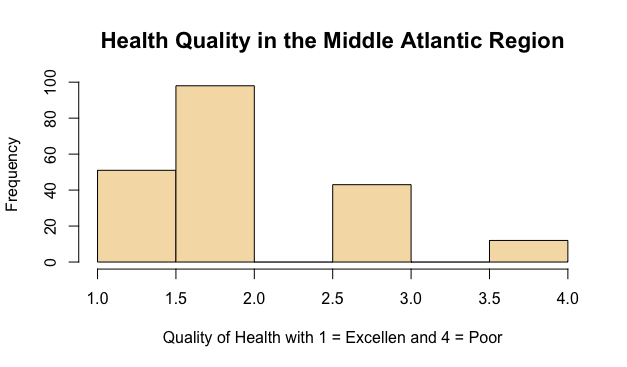 Health Quality in the Middle Atlantic Region
Frequency
100
80
60
40
20
0
1.0 1.5 2.0 2.5 3.0 3.5 4.0
Quality of Health with 1 = Excellen and 4 = Poor